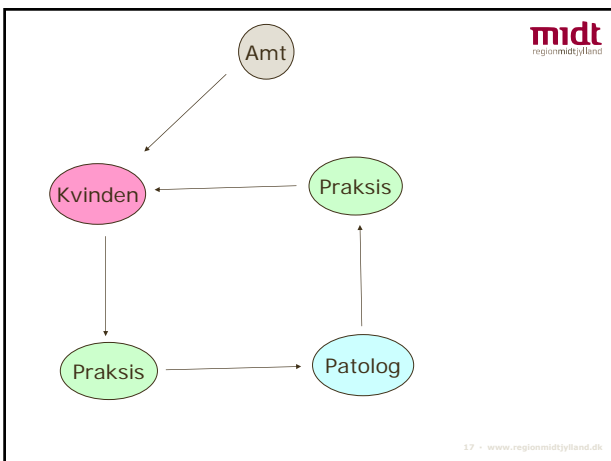 midt
regionmidtjylland
Amt
Kvinden
Praksis
Praksis
Patolog
17 - www.regionmidtjylland.dk